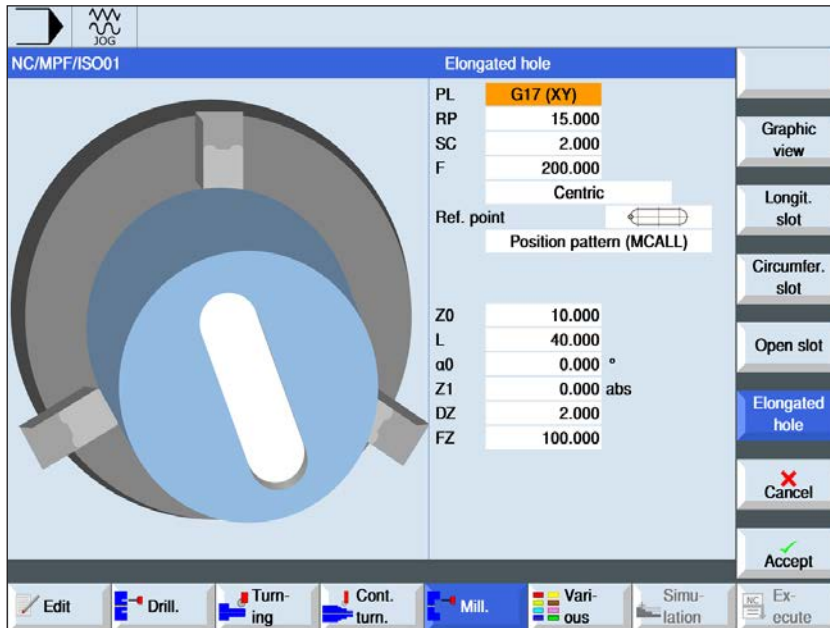 JOG
NC/MPF/ISO01
Elongated hole
PL G17 (XY)
RP 15.000
SC 2.000
F 200.000
Centric
Ref. point
Position pattern (MCALL)
Z0 10.000
L 40.000
α0 0.000 °
Z1 0.000 abs
DZ 2.000
FZ 100.000
Graphic
view
Longit.
slot
Circumfer.
slot
Open slot
Elongated
hole
Cancel
Accept
Edit
Drill.
Turn-
ing
Cont.
turn.
Mill.
Vari-
ous
Simu-
lation
NC
Ex-
ecute